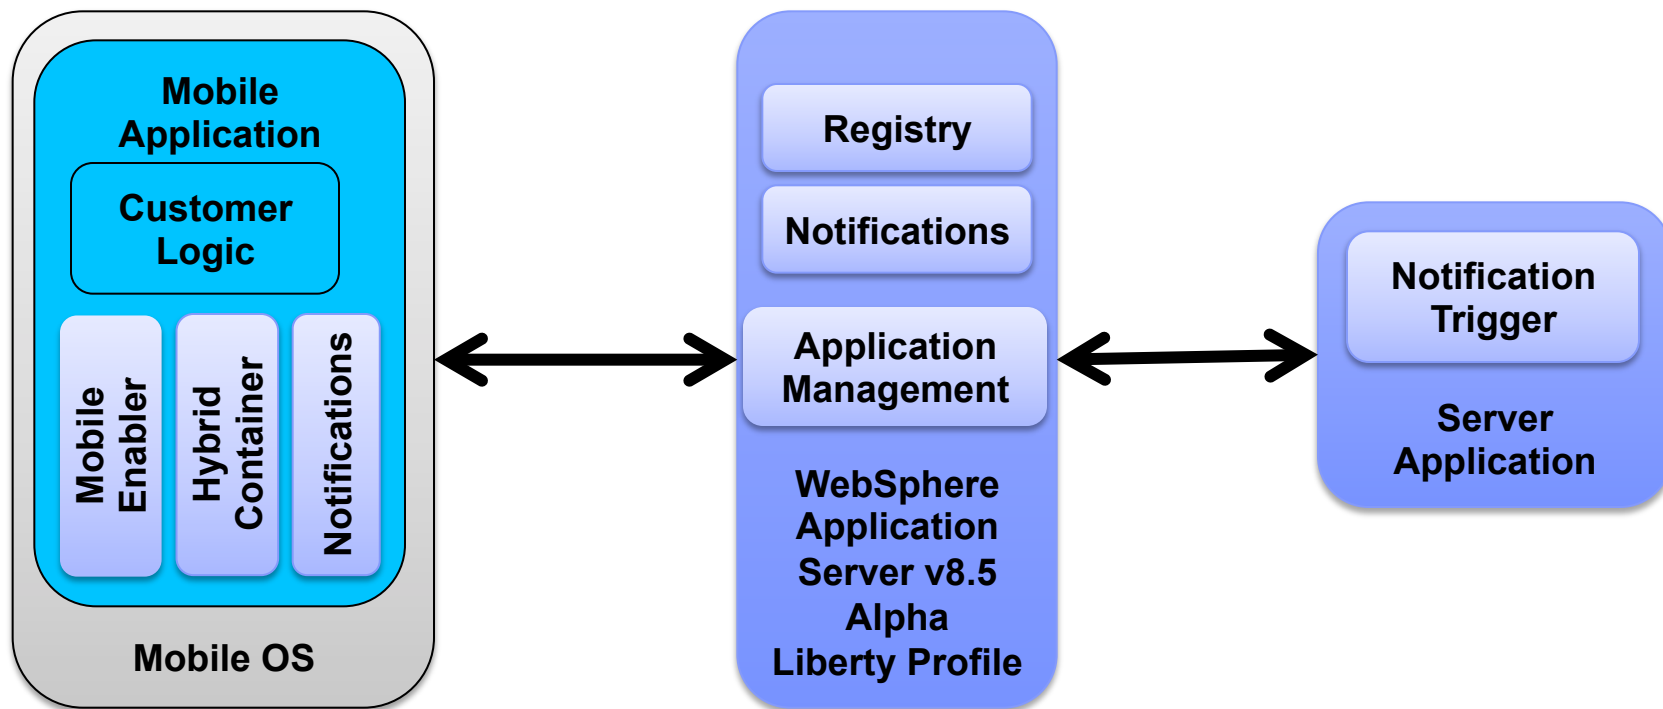 Mobile
Application
Customer
Logic
Mobile
Enabler
Hybrid
Container
Notifications
Mobile OS
Registry
Notifications
Application
Management
WebSphere
Application
Server v8.5
Alpha
Liberty Profile
Notification
Trigger
Server
Application